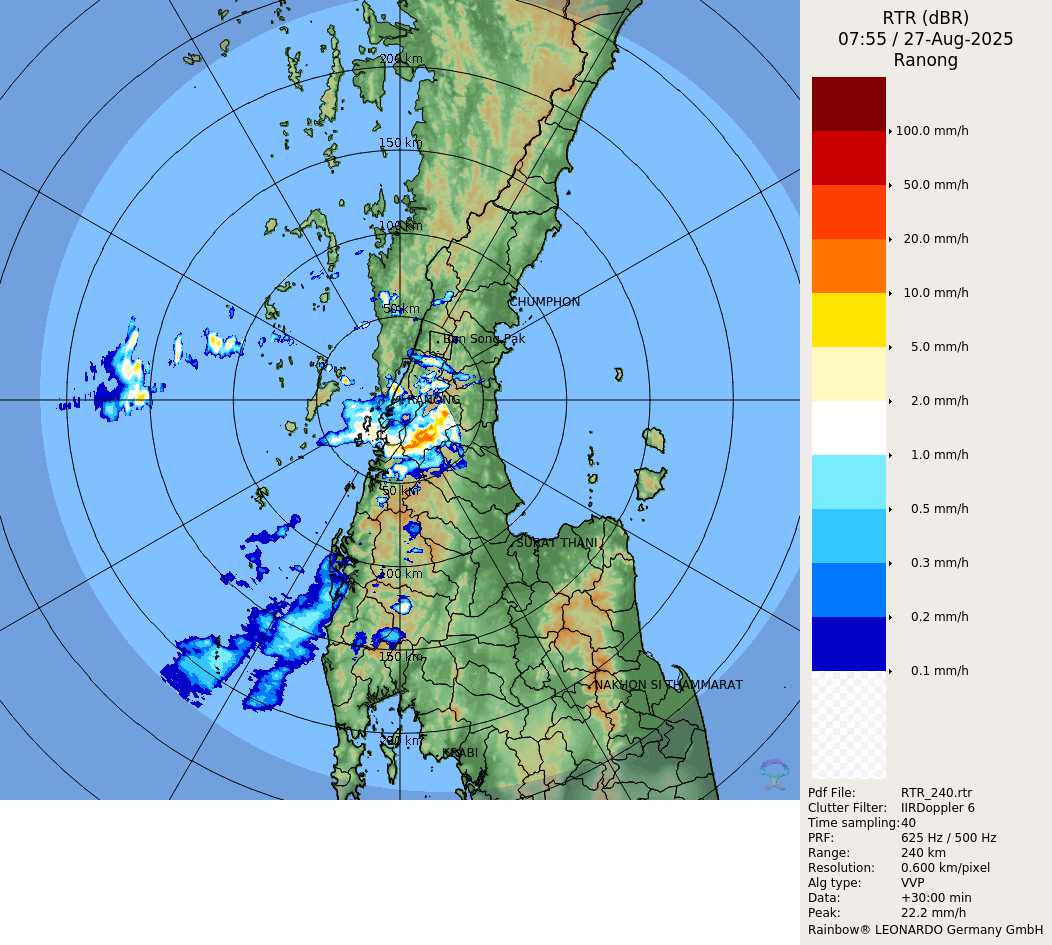 RTR (dBR)
07:55 / 27-Aug-2025
Ranong
100.0 mm/h
50.0 mm/h
20.0 mm/h
10.0 mm/h
5.0 mm/h
2.0 mm/h
1.0 mm/h
0.5 mm/h
0.3 mm/h
0.2 mm/h
0.1 mm/h
Pdf File: RTR_240.rtr
Clutter Filter: IIRDoppler 6
Time sampling: 40
PRF: 625 Hz / 500 Hz
Range: 240 km
Resolution: 0.600 km/pixel
Alg type: VVP
Data: +30:00 min
Peak: 22.2 mm/h
Rainbow® LEONARDO Germany GmbH
200 km
150 km
100 km
50 km
CHUMPHON
Ban Song Pak
RANONG
50 km
SURAT THANI
100 km
150 km
NAKHON SI THAMMARAT
200 km
KRABI